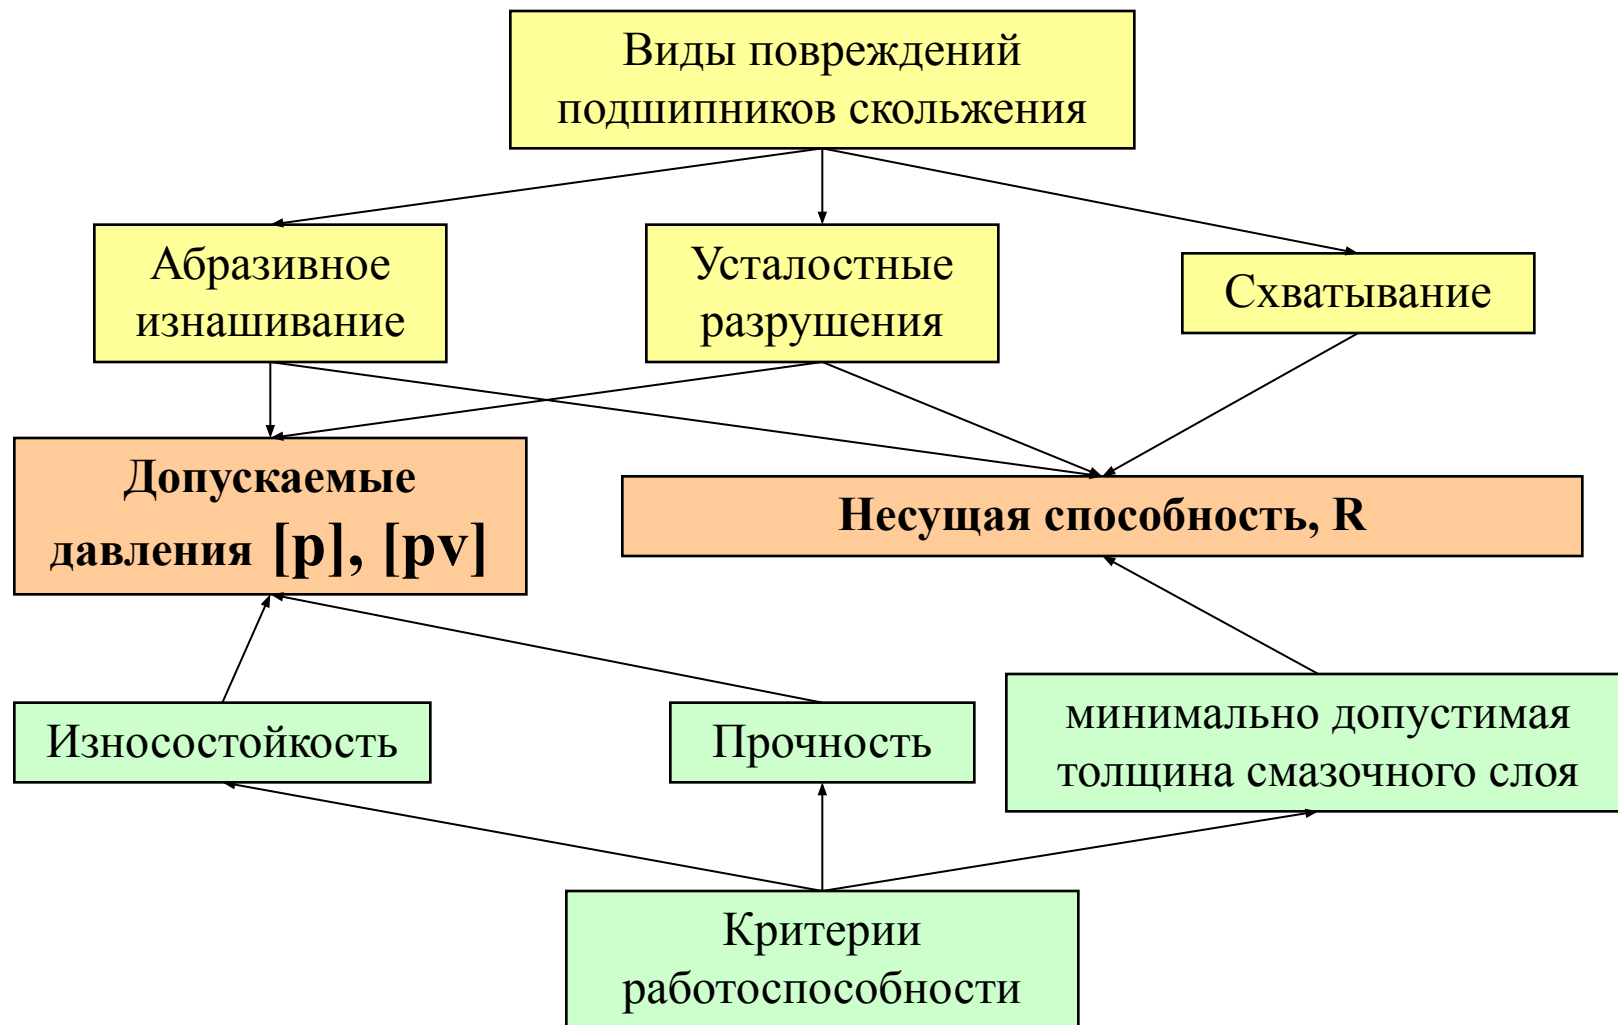 Виды повреждений
подшипников скольжения
Абразивное
изнашивание
Усталостные
разрушения
Схватывание
Допускаемые
давления [p], [pv]
Несущая способность, R
Износостойкость
Прочность
минимально допустимая
толщина смазочного слоя
Критерии
работоспособности